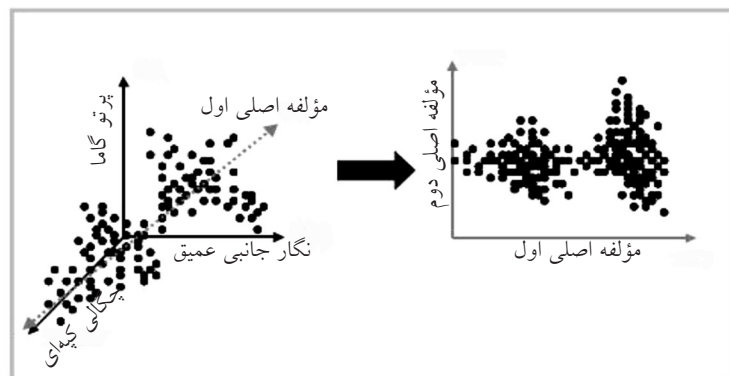 پرتو گاما
مؤلفه اصلی اول
نگار جانبی عمیق
چگالی کپه‌ای
مؤلفه اصلی دوم
مؤلفه اصلی اول